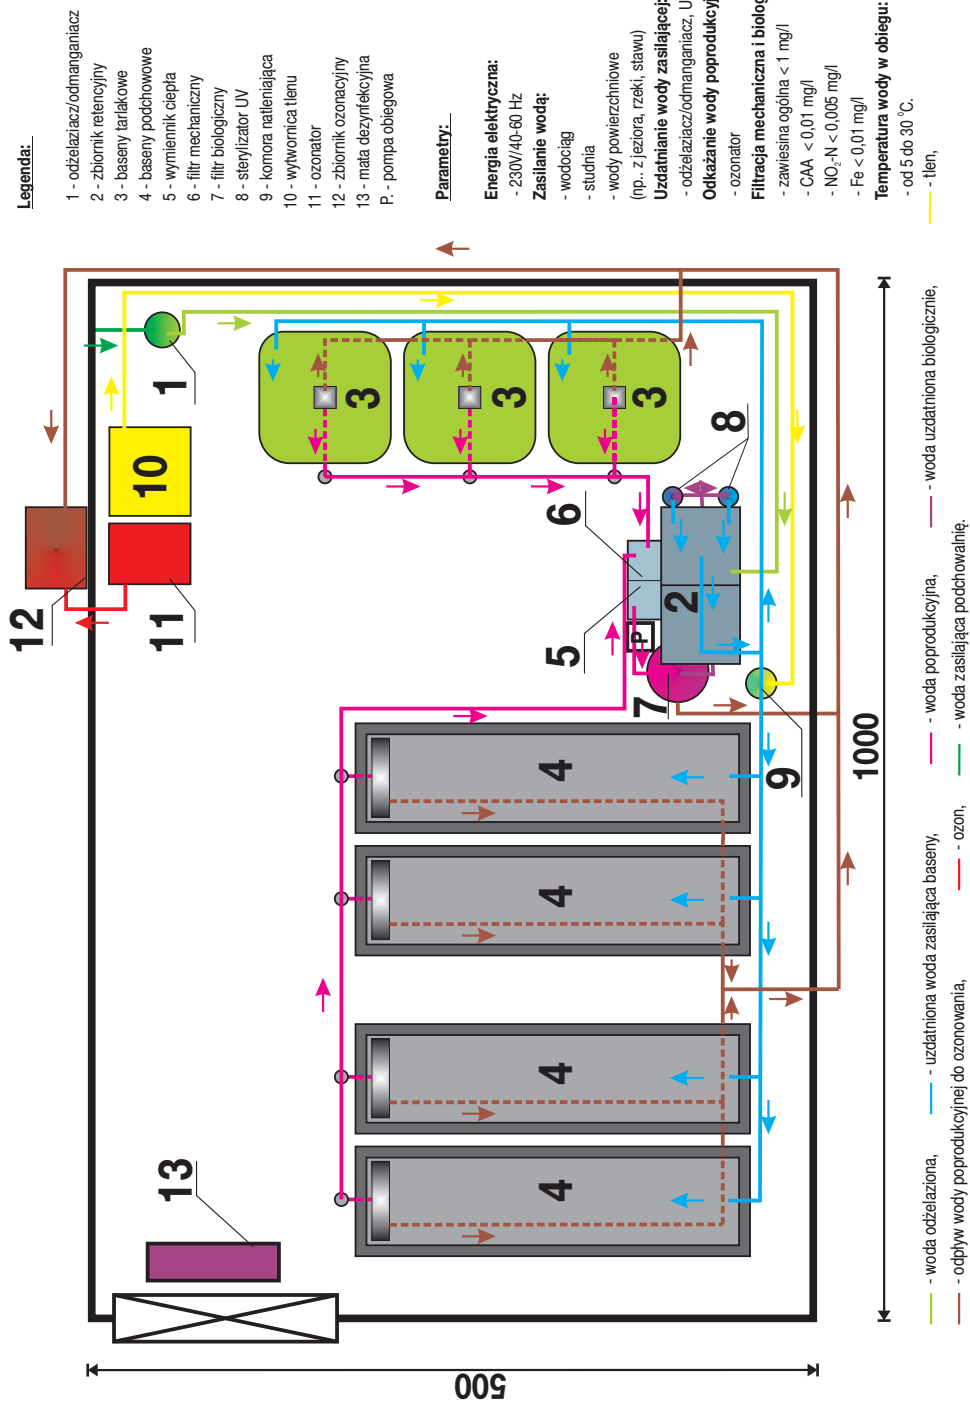 Legenda:
1 - odżelaziacz/odmanganiacz
2 - zbiornik retencyjny
3 - baseny tarlakowe
4 - baseny podchowowe
5 - wymiennik ciepła
6 - filtr mechaniczny
7 - filtr biologiczny
8 - sterylizator UV
9 - komora natleniająca
10 - wytwornica tlenu
11 - ozonator
12 - zbiornik ozonacyjny
13 - mata dezynfekcyjna
P. - pompa obiegowa
Parametry:
Energia elektryczna:
- 230V/40-60 Hz
Zasilanie wodą:
- wodociąg
- studnia
- wody powierzchniowe
(np.. z jeziora, rzeki, stawu)
Uzdatnianie wody zasilającej:
- odżelaziacz/odmanganiacz, U
Odkażanie wody poprodukcyj
- ozonator
Filtracja mechaniczna i biolog
- zawiesina ogólna < 1 mg/l
- CAA < 0,01 mg/l
- NO₂-N < 0,005 mg/l
- Fe < 0,01 mg/l
Temperatura wody w obiegu:
- od 5 do 30 °C.
12
11
10
1
3
3
3
8
6
5
2
P
7
9
4
4
4
4
13
1000
500
- woda odżelaziona,
- uzdatniona woda zasilająca baseny,
- woda poprodukcyjna,
- woda uzdatniona biologicznie,
- tlen,
- odpływ wody poprodukcyjnej do ozonowania,
- ozon,
- woda zasilająca podchowalnię.